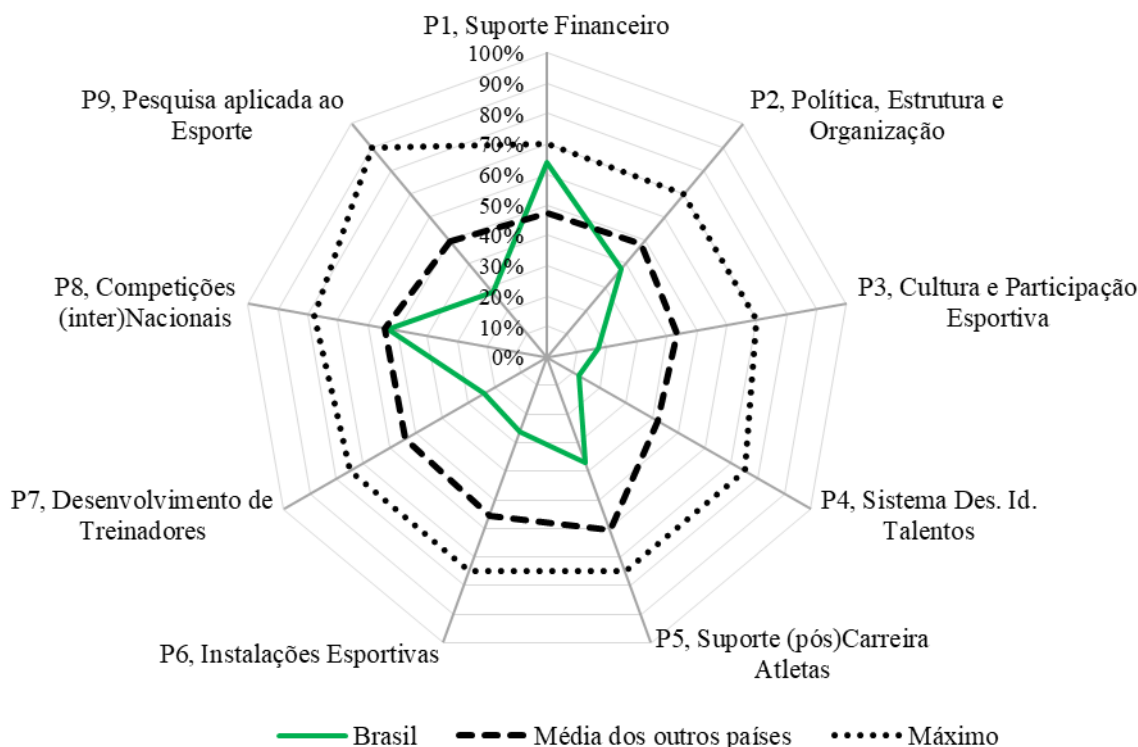 P1, Suporte Financeiro
100%
90%
80%
70%
60%
50%
40%
30%
20%
10%
0%
P2, Política, Estrutura e
Organização
P3, Cultura e Participação
Esportiva
P4, Sistema Des. Id.
Talentos
P5, Suporte (pós)Carreira
Atletas
P6, Instalações Esportivas
P7, Desenvolvimento de
Treinadores
P8, Competições
(inter)Nacionais
P9, Pesquisa aplicada ao
Esporte
Brasil
Média dos outros países
Máximo